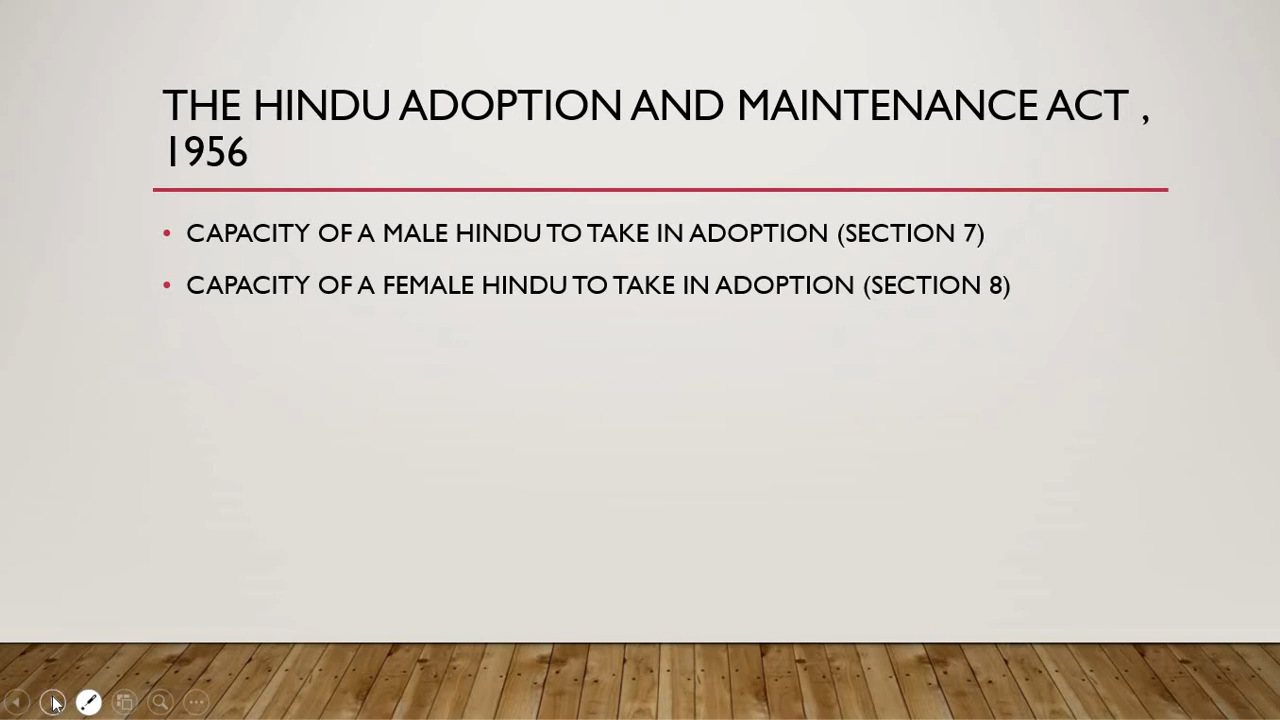 THE HINDU ADOPTION AND MAINTENANCE ACT ,
1956
• CAPACITY OF A MALE HINDU TO TAKE IN ADOPTION (SECTION 7)
• CAPACITY OF A FEMALE HINDU TO TAKE IN ADOPTION (SECTION 8)